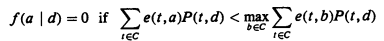 f(a | d) = 0 if ∑_{t∈C} e(t, a)P(t, d) < max_{b∈C} ∑_{t∈C} e(t, b)P(t, d)